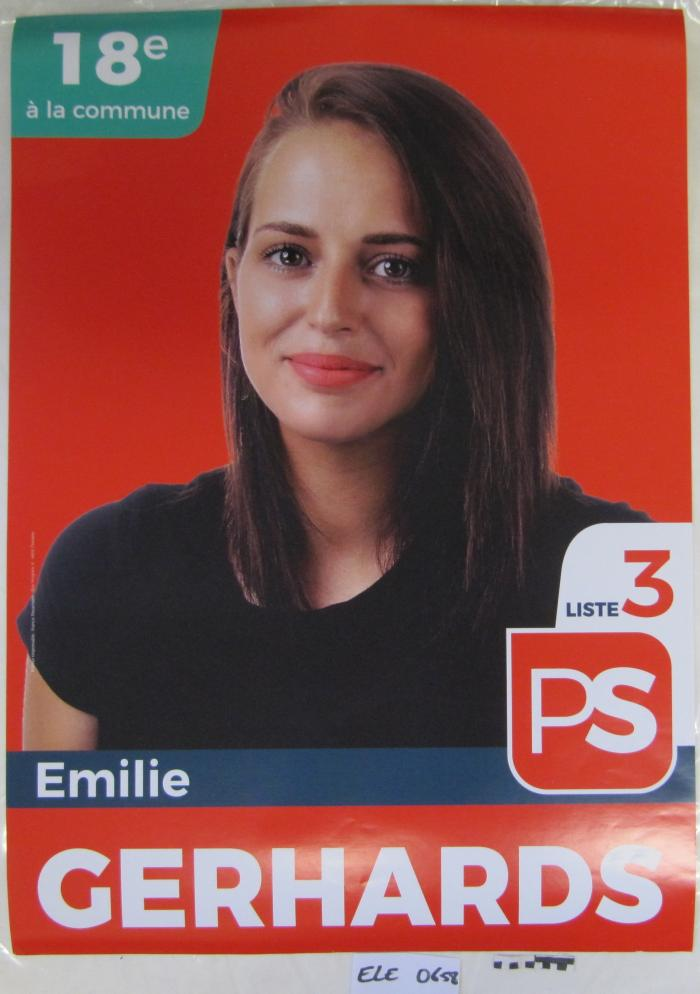 18e
à la commune
LISTE 3
PS
Emilie
GERHARDS
ELE 0658